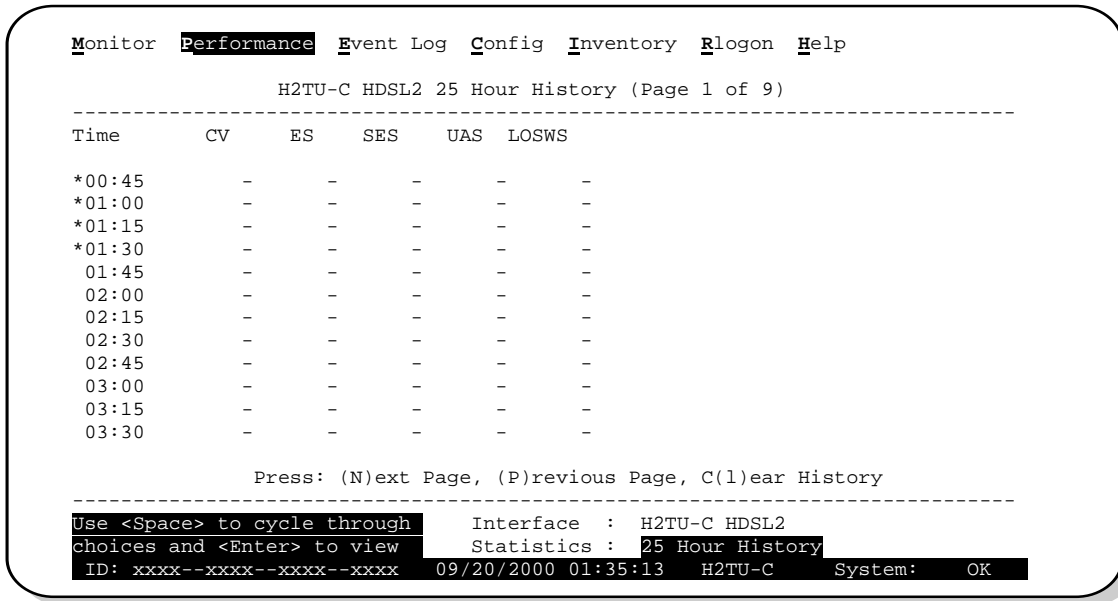 Monitor Performance Event Log Config Inventory Rlogon Help
H2TU-C HDSL2 25 Hour History (Page 1 of 9)
--------------------------------------------------------------------------------
Time CV ES SES UAS LOSWS
*00:45 - - - - -
*01:00 - - - - -
*01:15 - - - - -
*01:30 - - - - -
01:45 - - - - -
02:00 - - - - -
02:15 - - - - -
02:30 - - - - -
02:45 - - - - -
03:00 - - - - -
03:15 - - - - -
03:30 - - - - -
Press: (N)ext Page, (P)revious Page, C(l)ear History
--------------------------------------------------------------------------------
Use <Space> to cycle through Interface : H2TU-C HDSL2
choices and <Enter> to view Statistics : 25 Hour History
ID: xxxx--xxxx--xxxx--xxxx 09/20/2000 01:35:13 H2TU-C System: OK